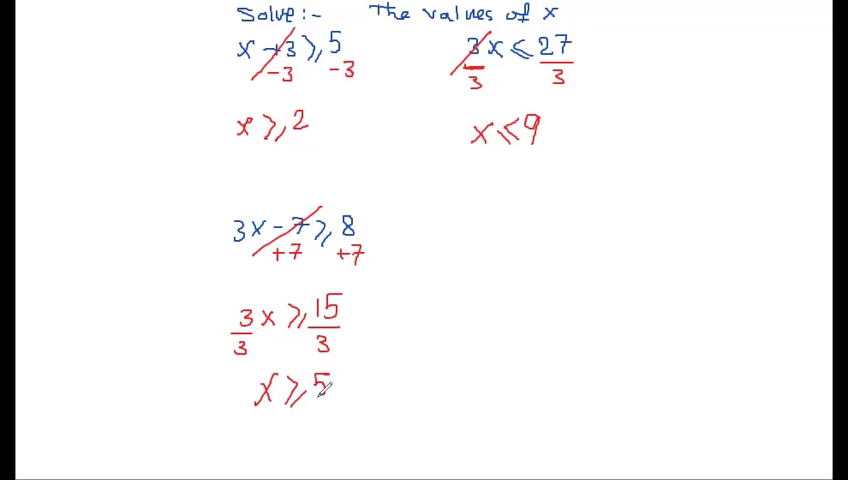 Solve:- The values of x
x + 3 ⩾ 5
-3 -3
x ⩾ 2
3x ⩽ 27
3 3
x ⩽ 9
3x - 7 ⩾ 8
+7 +7
3x ⩾ 15
3 3
x ⩾ 5